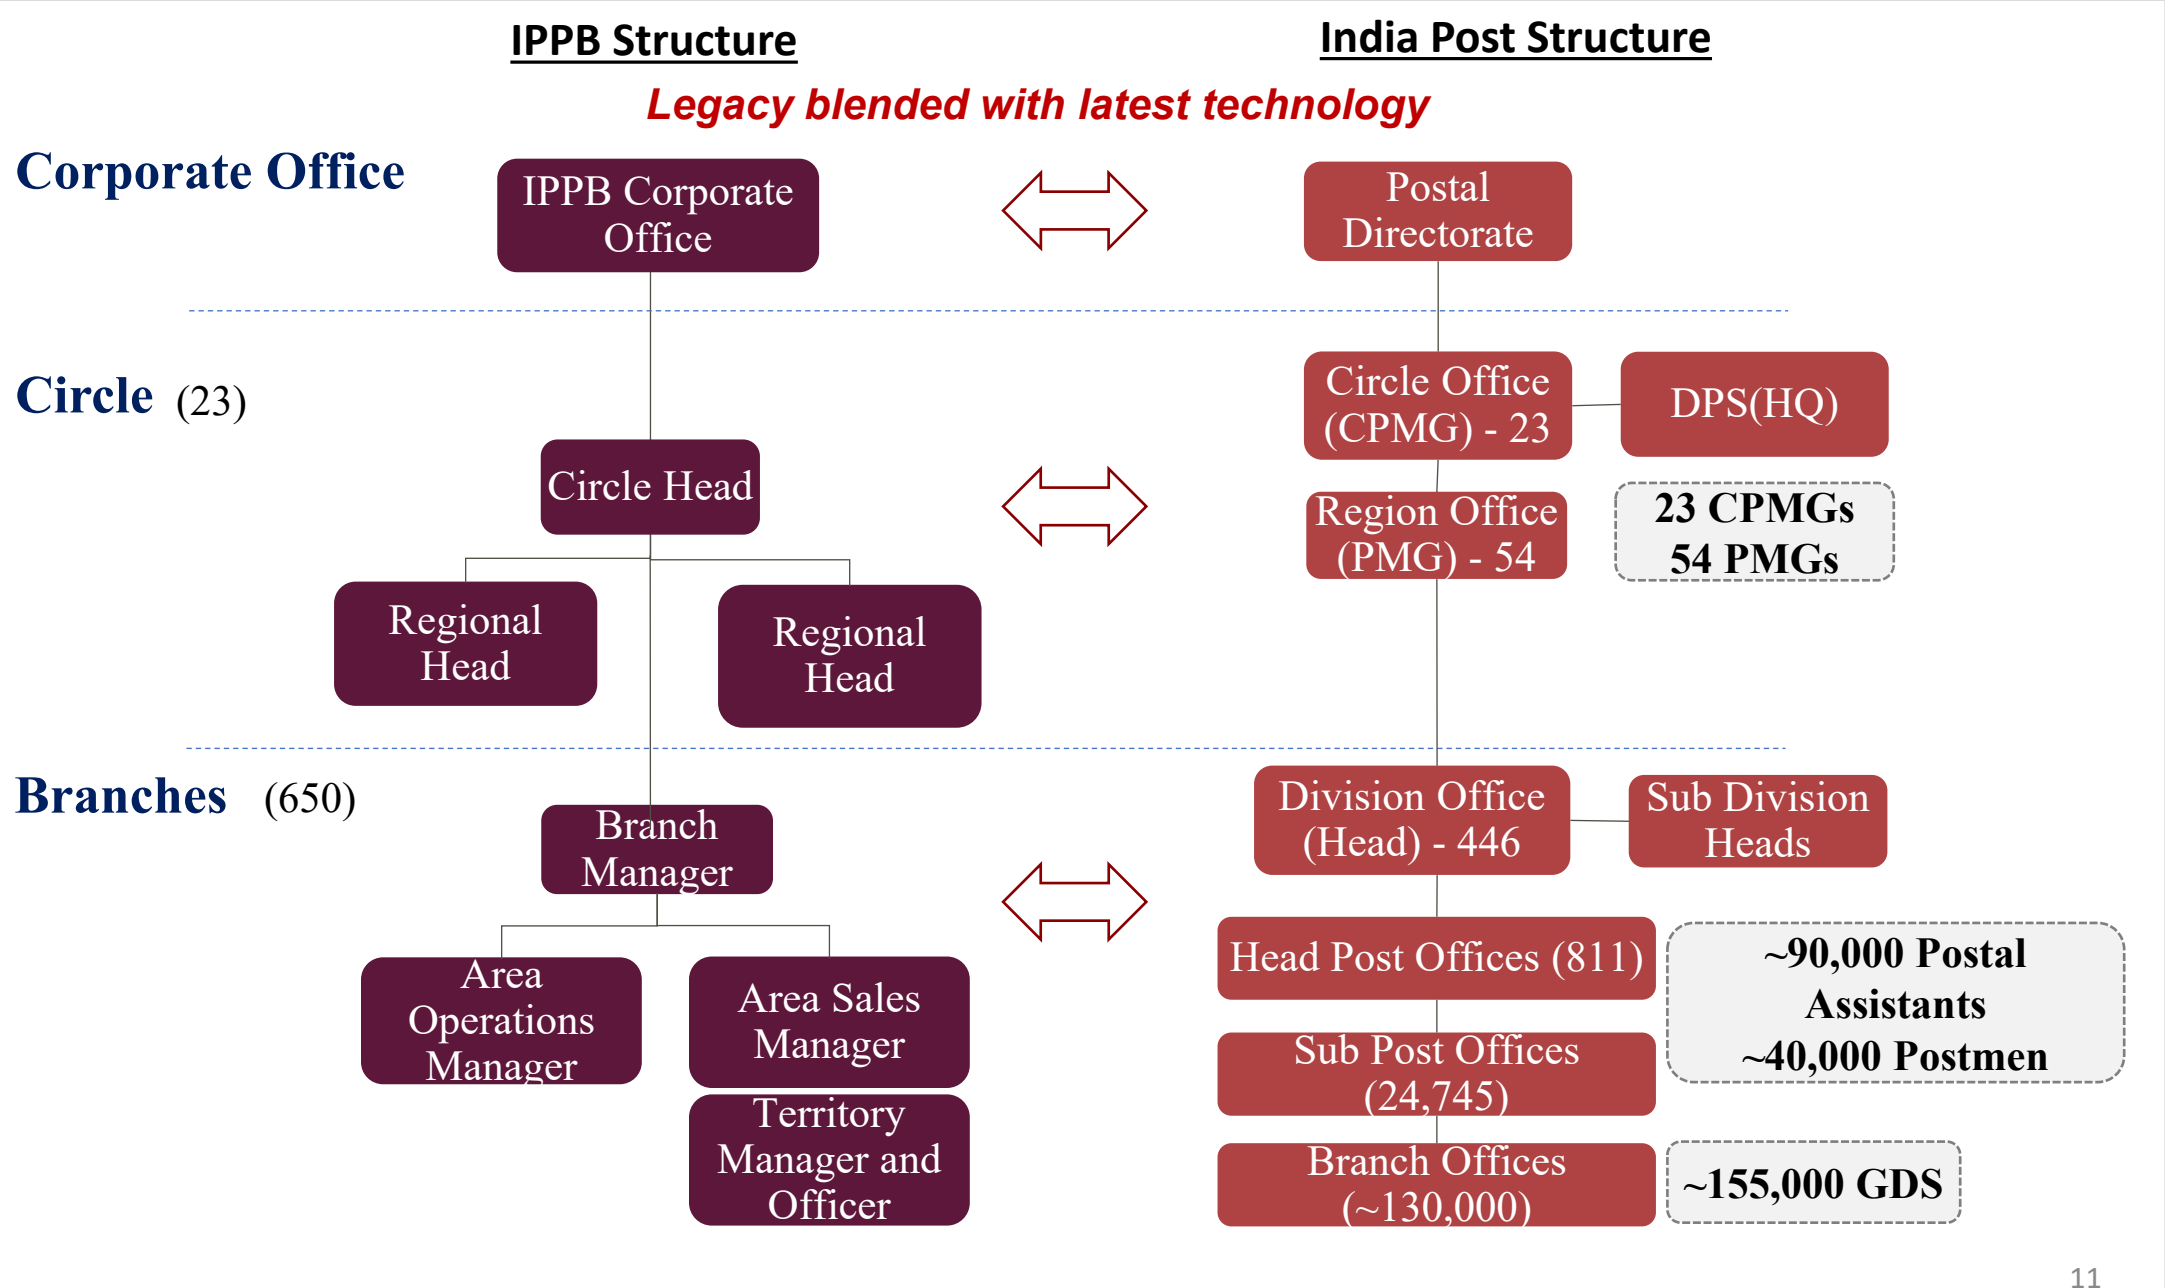 IPPB Structure
India Post Structure
Legacy blended with latest technology
Corporate Office
IPPB Corporate
Office
Postal
Directorate
Circle (23)
Circle Office
(CPMG) - 23
DPS(HQ)
Circle Head
Region Office
(PMG) - 54
23 CPMGs
54 PMGs
Regional
Head
Regional
Head
Branches (650)
Branch
Manager
Division Office
(Head) - 446
Sub Division
Heads
Area
Operations
Manager
Area Sales
Manager
Territory
Manager and
Officer
Head Post Offices (811)
~90,000 Postal
Assistants
~40,000 Postmen
Sub Post Offices
(24,745)
Branch Offices
(~130,000)
~155,000 GDS
11